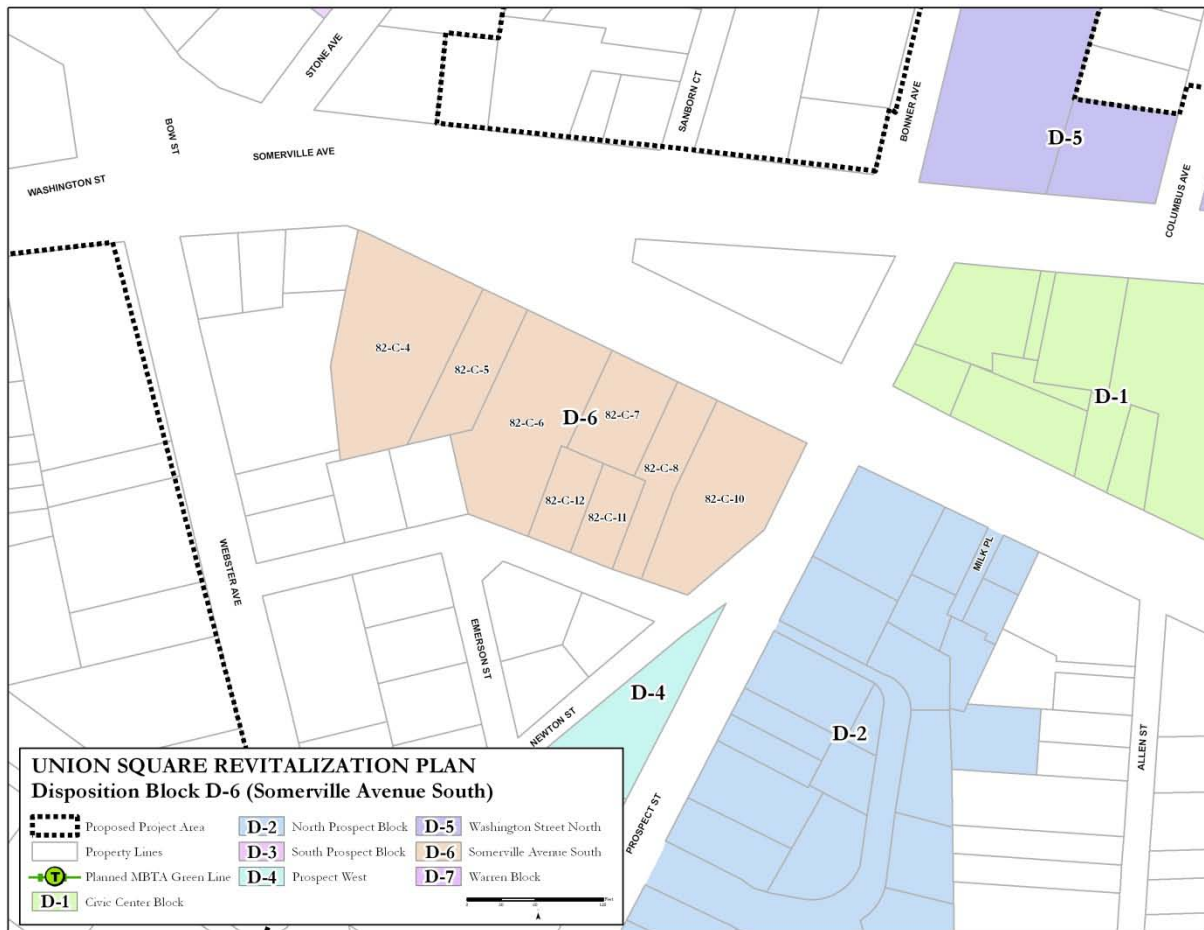 STONE AVE
SANBORN CT
BONNER AVE
D-5
BOW ST
SOMERVILLE AVE
WASHINGTON ST
COLUMBUS AVE
82-C-4
82-C-5
82-C-6
D-6
82-C-7
82-C-8
82-C-10
82-C-12
82-C-11
D-1
MILK PL
WEBSTER AVE
EMERSON ST
D-4
NEWTON ST
D-2
PROSPECT ST
ALLEN ST
UNION SQUARE REVITALIZATION PLAN
Disposition Block D-6 (Somerville Avenue South)
Proposed Project Area
Property Lines
T Planned MBTA Green Line
D-1 Civic Center Block
D-2 North Prospect Block
D-3 South Prospect Block
D-4 Prospect West
D-5 Washington Street North
D-6 Somerville Avenue South
D-7 Warren Block